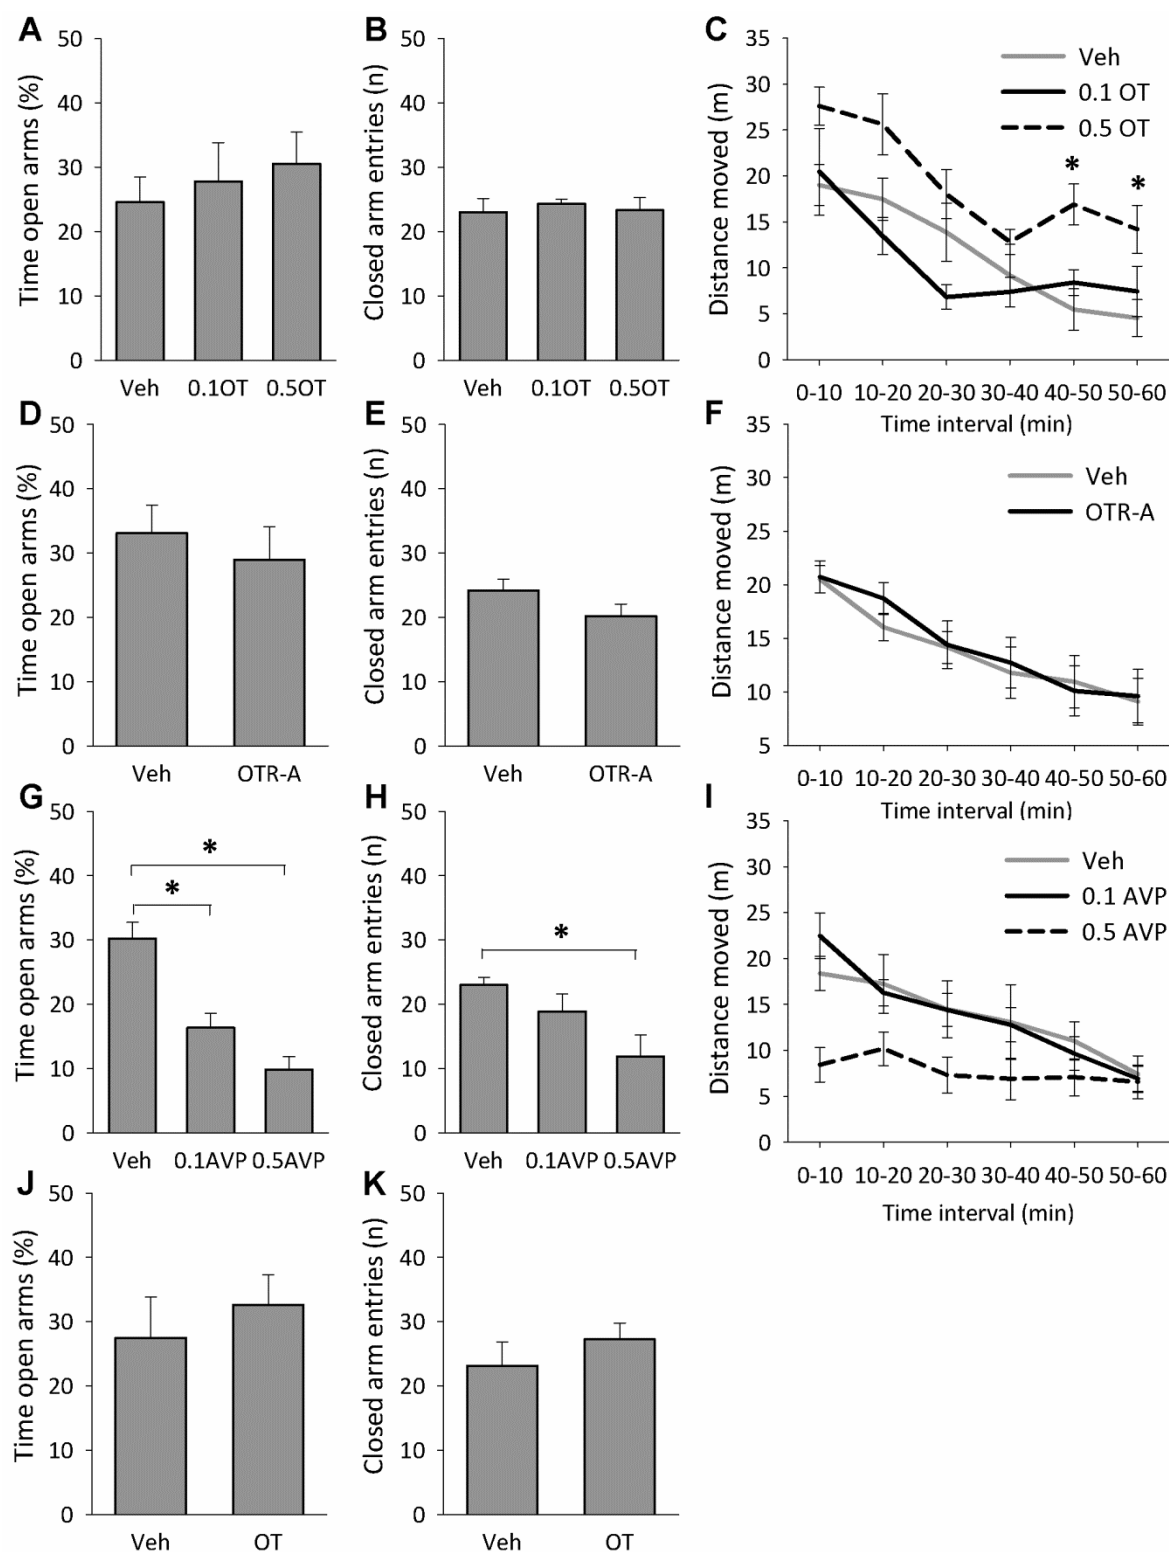 A
Time open arms (%)
50
40
30
20
10
0
Veh 0.1OT 0.5OT
B
Closed arm entries (n)
50
40
30
20
10
0
Veh 0.1OT 0.5OT
C
Distance moved (m)
35
30
25
20
15
10
5
0
Veh
0.1 OT
0.5 OT
*
*
0-10 10-20 20-30 30-40 40-50 50-60
Time interval (min)
D
Time open arms (%)
50
40
30
20
10
0
Veh OTR-A
E
Closed arm entries (n)
50
40
30
20
10
0
Veh OTR-A
F
Distance moved (m)
35
30
25
20
15
10
5
Veh
OTR-A
0-10 10-20 20-30 30-40 40-50 50-60
Time interval (min)
G
Time open arms (%)
50
40
30
20
10
0
*
*
Veh 0.1AVP 0.5AVP
H
Closed arm entries (n)
50
40
30
20
10
0
*
Veh 0.1AVP 0.5AVP
I
Distance moved (m)
35
30
25
20
15
10
5
0
Veh
0.1 AVP
0.5 AVP
0-10 10-20 20-30 30-40 40-50 50-60
Time interval (min)
J
Time open arms (%)
50
40
30
20
10
0
Veh OT
K
Closed arm entries (n)
50
40
30
20
10
0
Veh OT